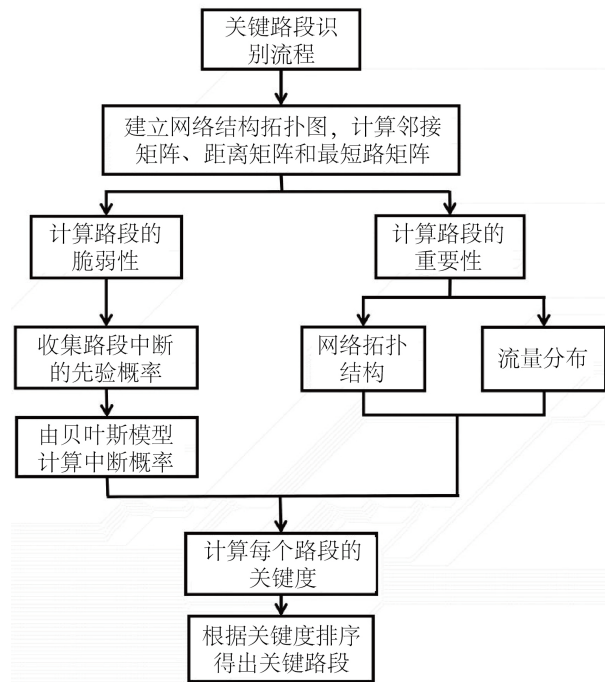 关键路段识
别流程
建立网络结构拓扑图，计算邻接
矩阵、距离矩阵和最短路矩阵
计算路段的
脆弱性
计算路段的
重要性
收集路段中断
的先验概率
网络拓扑
结构
流量分布
由贝叶斯模型
计算中断概率
计算每个路段的
关键度
根据关键度排序
得出关键路段